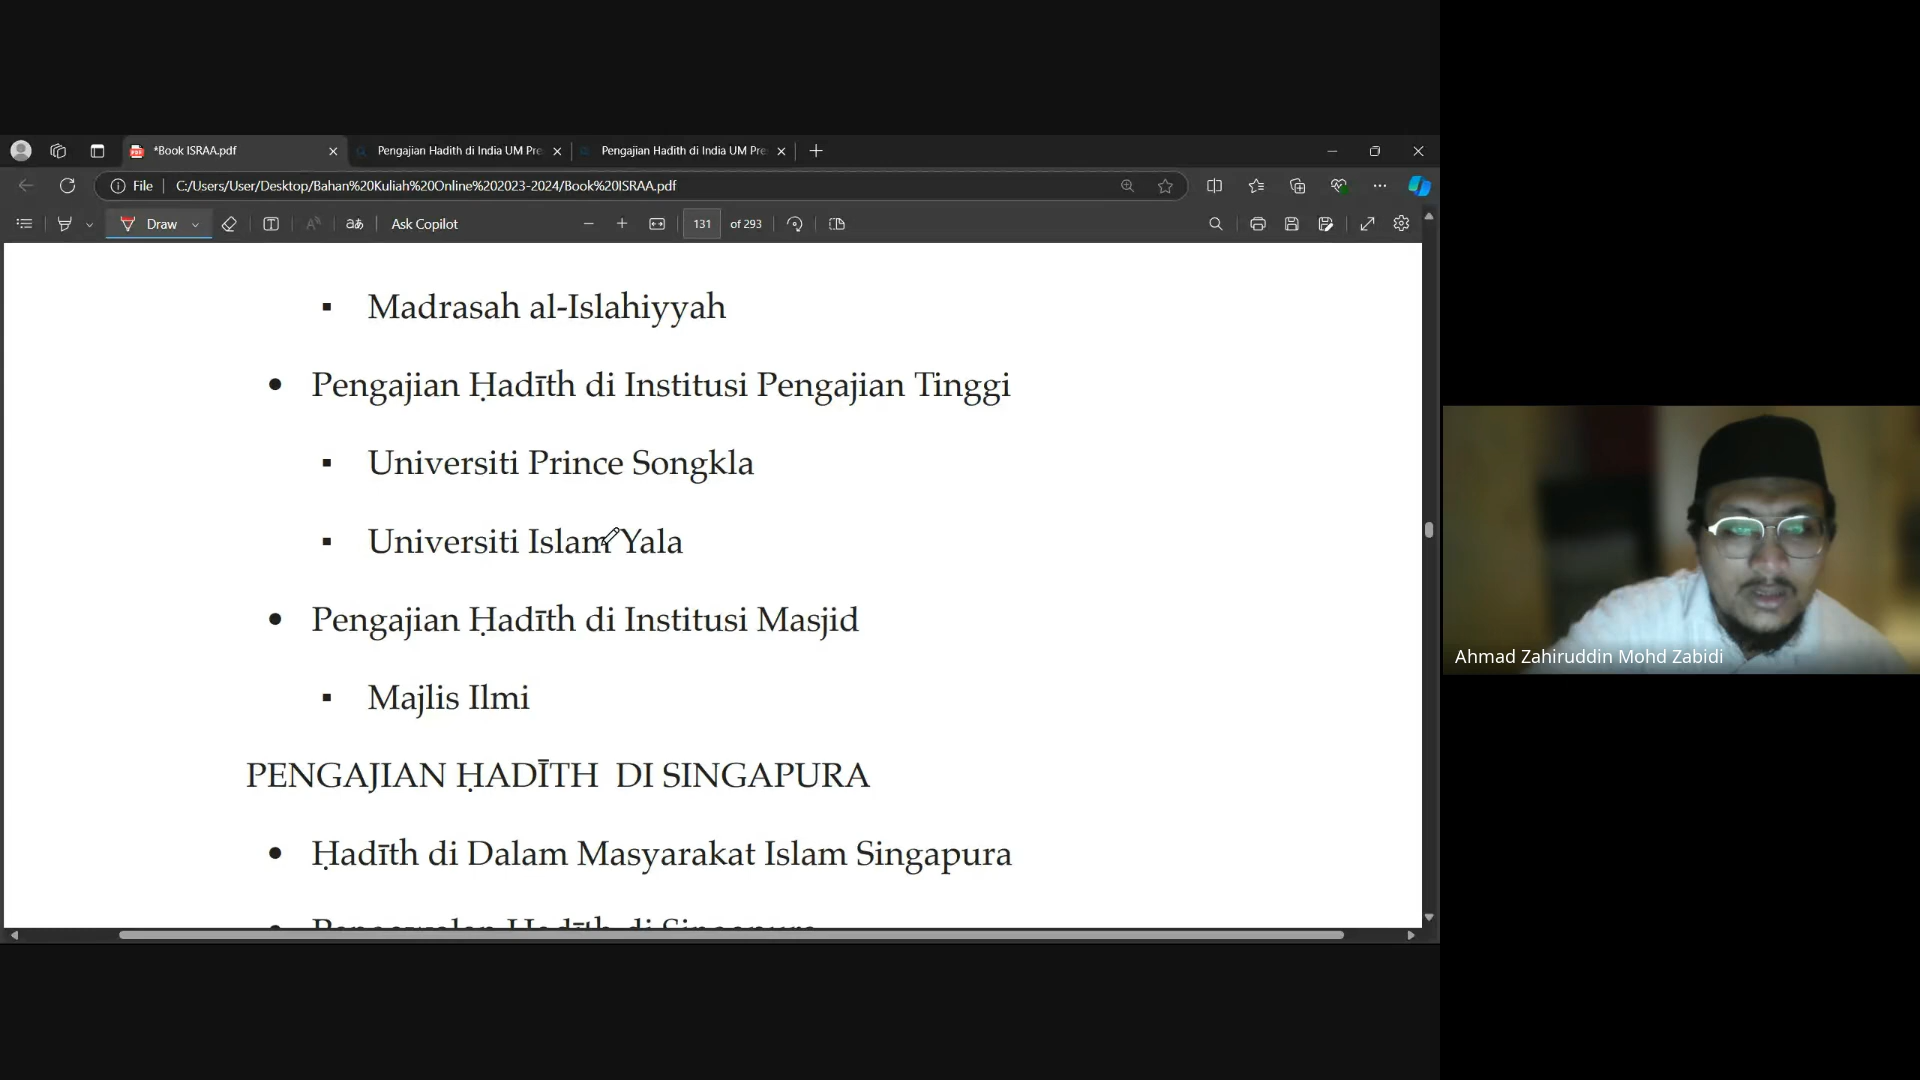 *Book ISRAA.pdf
Pengajian Hadith di India UM Pre
Pengajian Hadith di India UM Pre
File
C:/Users/User/Desktop/Bahan%20Kuliah%20Online%202023-2024/Book%20ISRAA.pdf
Draw
aあ
Ask Copilot
131 of 293
▪ Madrasah al-Islahiyyah
• Pengajian Ḥadīth di Institusi Pengajian Tinggi
▪ Universiti Prince Songkla
▪ Universiti Islam Yala
• Pengajian Ḥadīth di Institusi Masjid
▪ Majlis Ilmi
PENGAJIAN ḤADĪTH DI SINGAPURA
• Ḥadīth di Dalam Masyarakat Islam Singapura
Ahmad Zahiruddin Mohd Zabidi